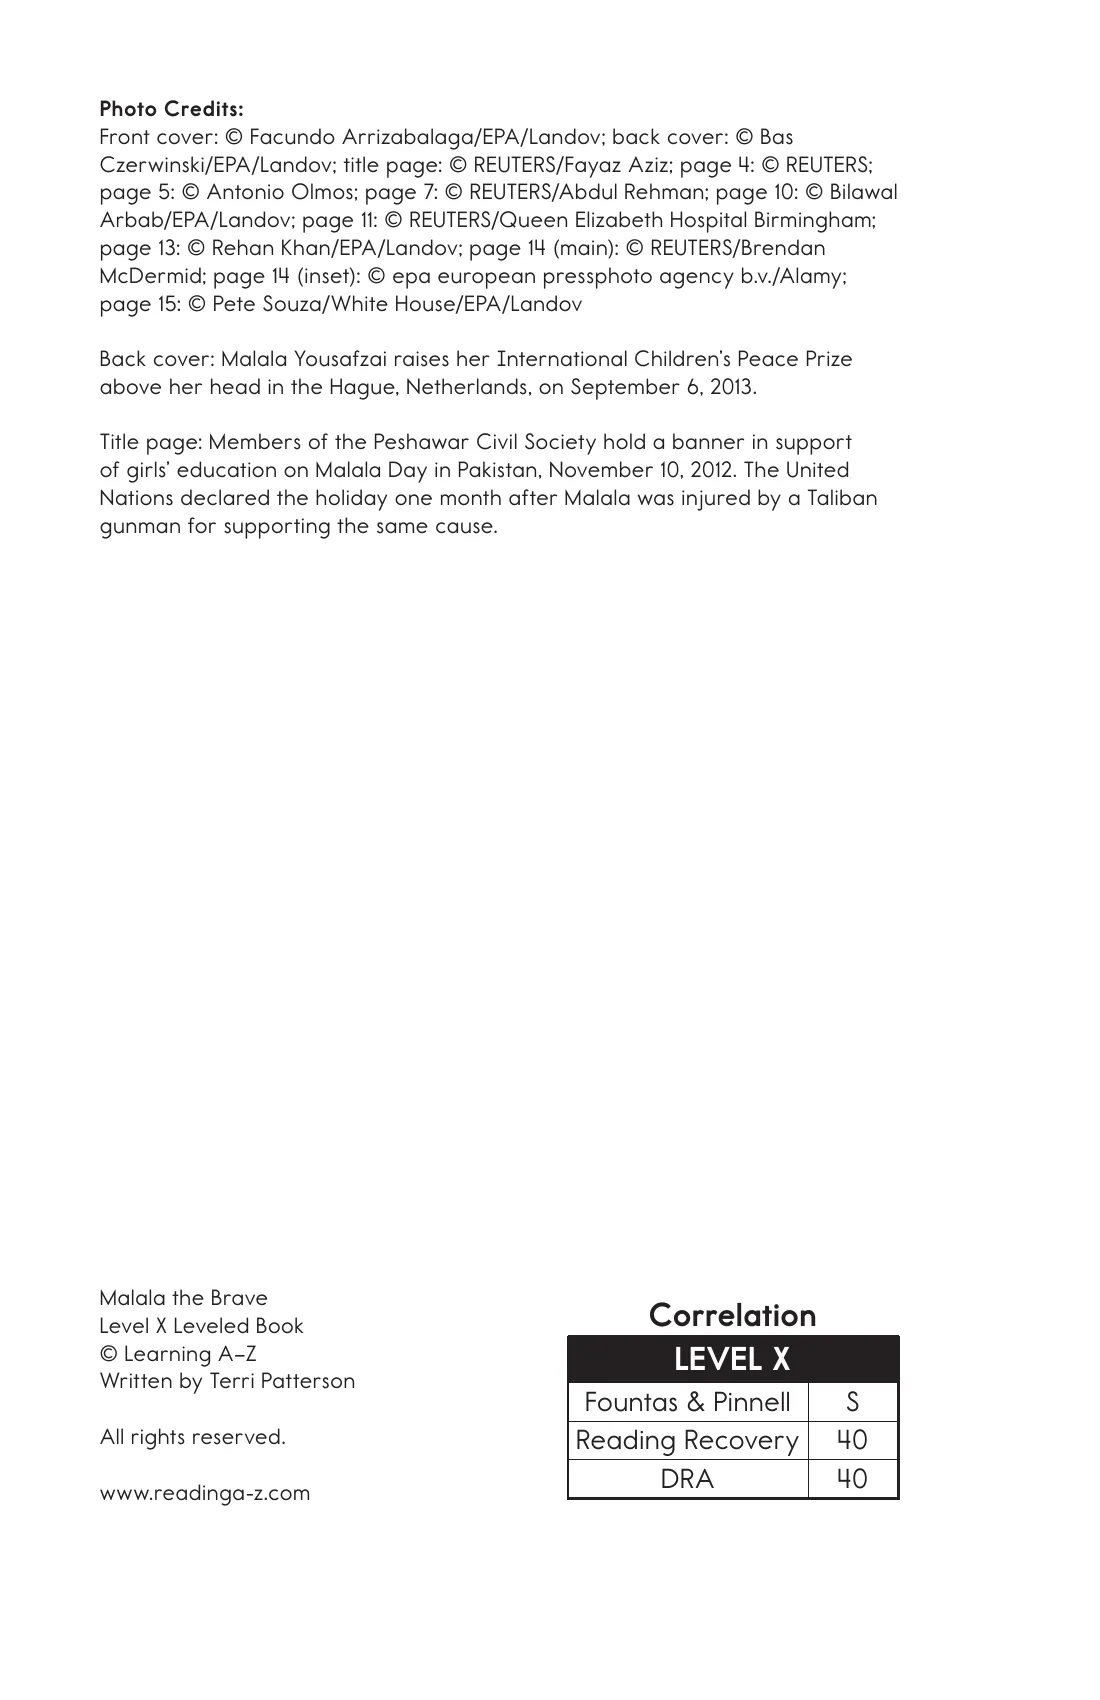 Photo Credits:
Front cover: © Facundo Arrizabalaga/EPA/Landov; back cover: © Bas
Czerwinski/EPA/Landov; title page: © REUTERS/Fayaz Aziz; page 4: © REUTERS;
page 5: © Antonio Olmos; page 7: © REUTERS/Abdul Rehman; page 10: © Bilawal
Arbab/EPA/Landov; page 11: © REUTERS/Queen Elizabeth Hospital Birmingham;
page 13: © Rehan Khan/EPA/Landov; page 14 (main): © REUTERS/Brendan
McDermid; page 14 (inset): © epa european pressphoto agency b.v./Alamy;
page 15: © Pete Souza/White House/EPA/Landov
Back cover: Malala Yousafzai raises her International Children's Peace Prize
above her head in the Hague, Netherlands, on September 6, 2013.
Title page: Members of the Peshawar Civil Society hold a banner in support
of girls' education on Malala Day in Pakistan, November 10, 2012. The United
Nations declared the holiday one month after Malala was injured by a Taliban
gunman for supporting the same cause.
Malala the Brave
Level X Leveled Book
© Learning A–Z
Written by Terri Patterson
All rights reserved.
www.readinga-z.com
Correlation
LEVEL X
Fountas & Pinnell S
Reading Recovery 40
DRA 40